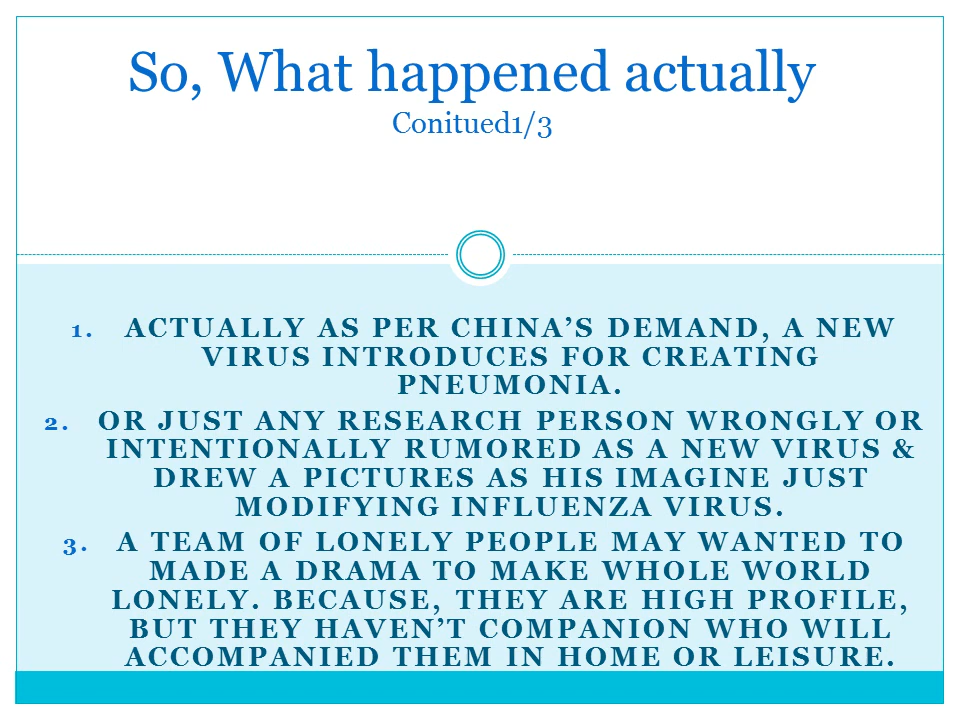 So, What happened actually
Conitued1/3
1. ACTUALLY AS PER CHINA’S DEMAND, A NEW
VIRUS INTRODUCES FOR CREATING
PNEUMONIA.
2. OR JUST ANY RESEARCH PERSON WRONGLY OR
INTENTIONALLY RUMORED AS A NEW VIRUS &
DREW A PICTURES AS HIS IMAGINE JUST
MODIFYING INFLUENZA VIRUS.
3. A TEAM OF LONELY PEOPLE MAY WANTED TO
MADE A DRAMA TO MAKE WHOLE WORLD
LONELY. BECAUSE, THEY ARE HIGH PROFILE,
BUT THEY HAVEN’T COMPANION WHO WILL
ACCOMPANIED THEM IN HOME OR LEISURE.